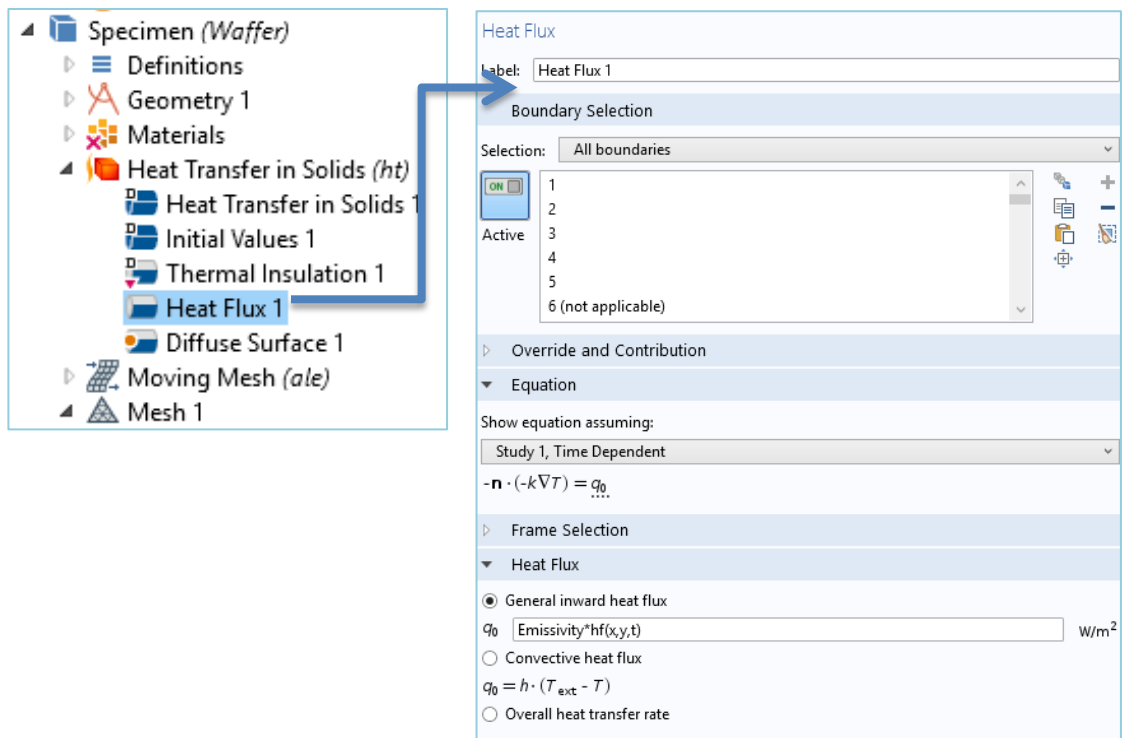 Specimen (Waffer)
Definitions
Geometry 1
Materials
Heat Transfer in Solids (ht)
D Heat Transfer in Solids 1
D Initial Values 1
D Thermal Insulation 1
Heat Flux 1
Diffuse Surface 1
Moving Mesh (ale)
Mesh 1
Heat Flux
Label: Heat Flux 1
Boundary Selection
Selection: All boundaries
ON
Active
1
2
3
4
5
6 (not applicable)
Override and Contribution
Equation
Show equation assuming:
Study 1, Time Dependent
-n · (-k∇T) = q₀
Frame Selection
Heat Flux
General inward heat flux
q₀ Emissivity*hf(x,y,t) W/m²
Convective heat flux
q₀ = h · (T_ext - T)
Overall heat transfer rate